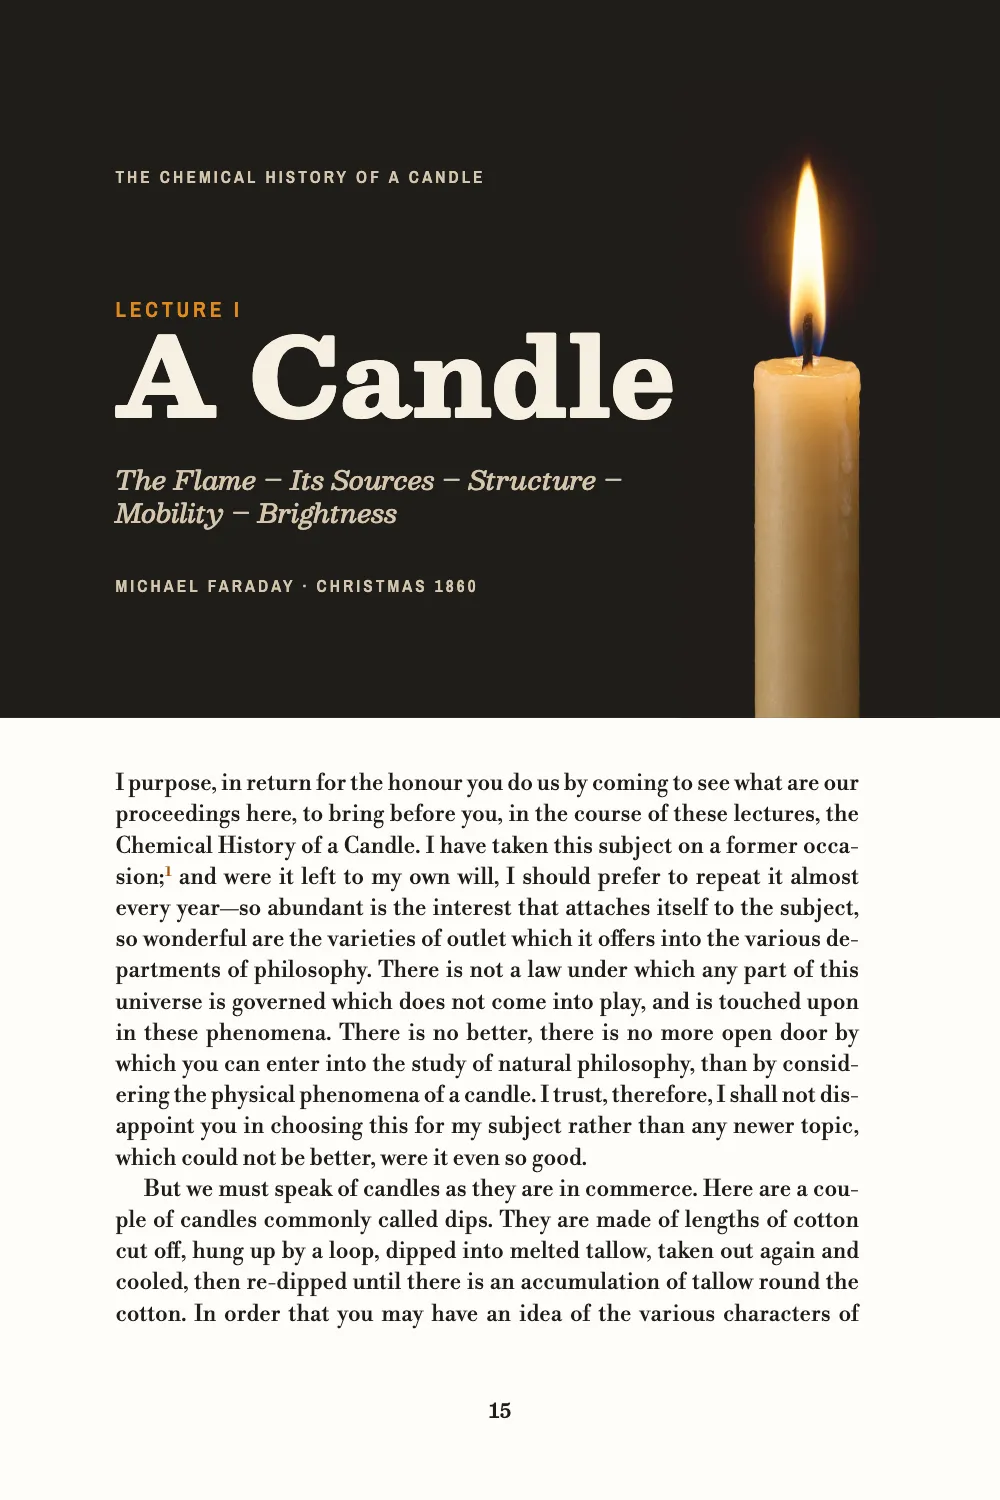 THE CHEMICAL HISTORY OF A CANDLE
LECTURE I
A Candle
The Flame – Its Sources – Structure –
Mobility – Brightness
MICHAEL FARADAY · CHRISTMAS 1860
I purpose, in return for the honour you do us by coming to see what are our
proceedings here, to bring before you, in the course of these lectures, the
Chemical History of a Candle. I have taken this subject on a former occa-
sion;¹ and were it left to my own will, I should prefer to repeat it almost
every year—so abundant is the interest that attaches itself to the subject,
so wonderful are the varieties of outlet which it offers into the various de-
partments of philosophy. There is not a law under which any part of this
universe is governed which does not come into play, and is touched upon
in these phenomena. There is no better, there is no more open door by
which you can enter into the study of natural philosophy, than by consid-
ering the physical phenomena of a candle. I trust, therefore, I shall not dis-
appoint you in choosing this for my subject rather than any newer topic,
which could not be better, were it even so good.
But we must speak of candles as they are in commerce. Here are a cou-
ple of candles commonly called dips. They are made of lengths of cotton
cut off, hung up by a loop, dipped into melted tallow, taken out again and
cooled, then re-dipped until there is an accumulation of tallow round the
cotton. In order that you may have an idea of the various characters of
15